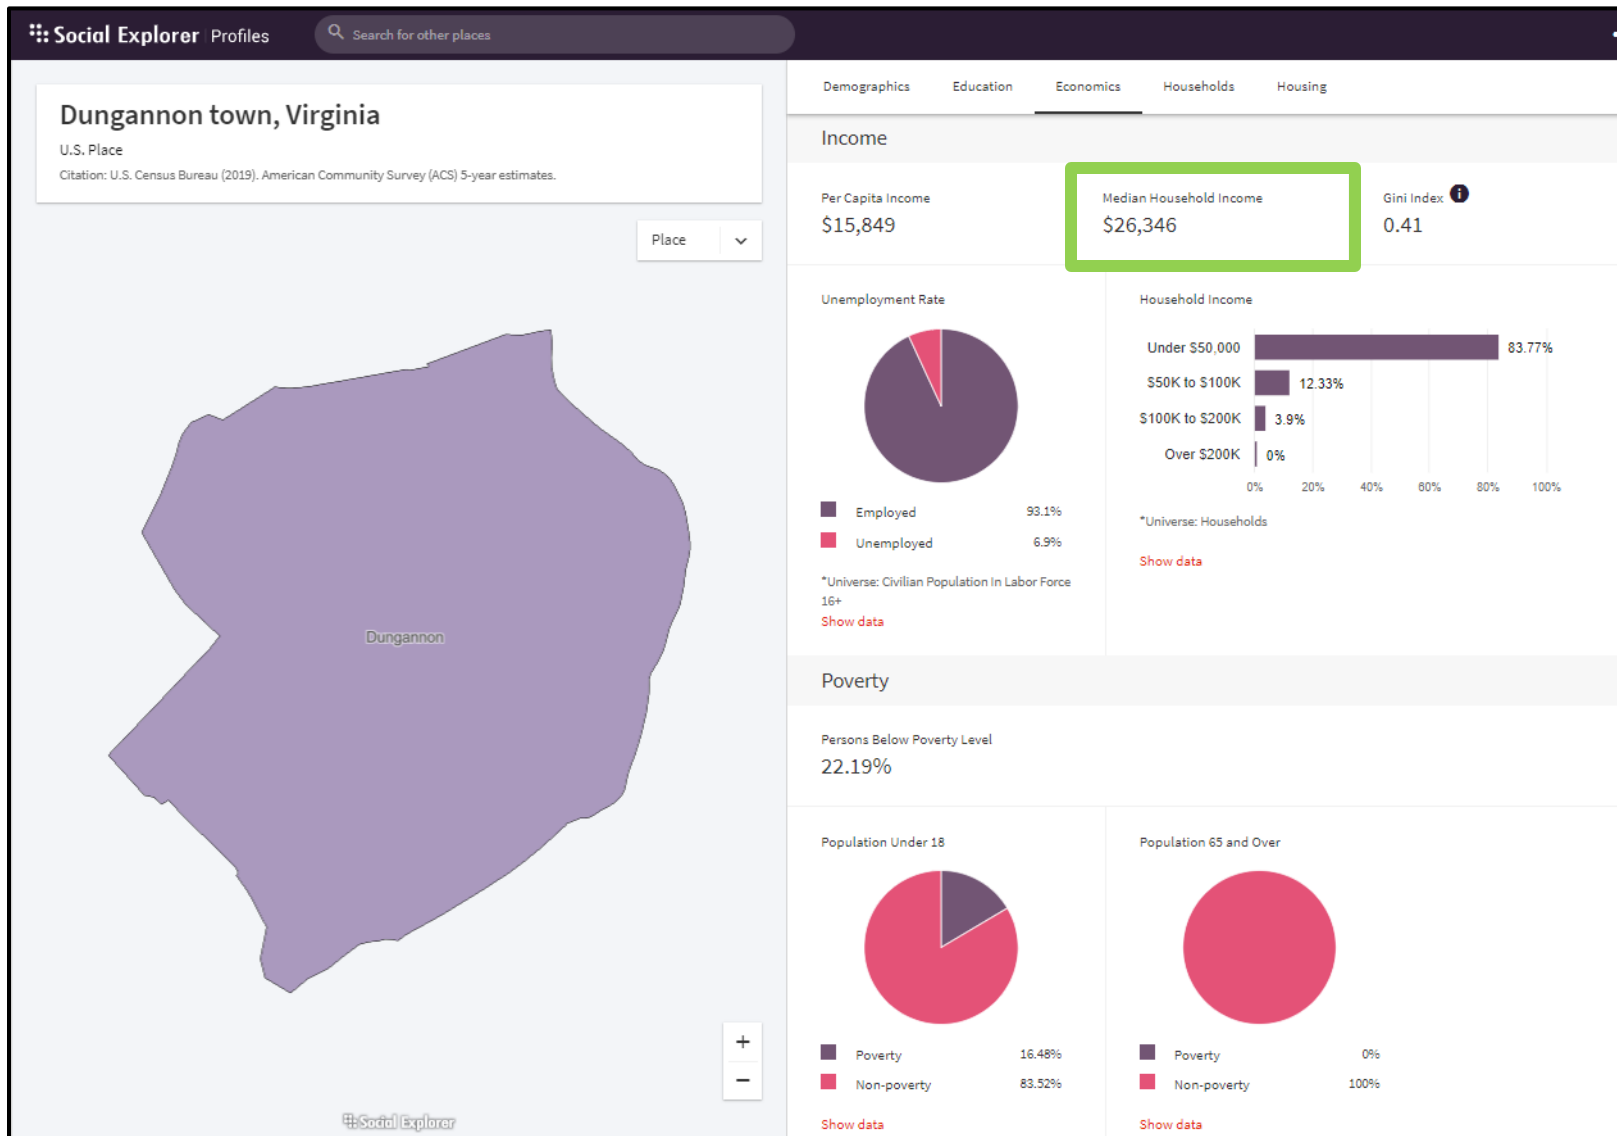 Social Explorer Profiles
Search for other places
Dungannon town, Virginia
U.S. Place
Citation: U.S. Census Bureau (2019). American Community Survey (ACS) 5-year estimates.
Place
Dungannon
+
−
Social Explorer
Demographics Education Economics Households Housing
Income
Per Capita Income
$15,849
Median Household Income
$26,346
Gini Index i
0.41
Unemployment Rate
Employed 93.1%
Unemployed 6.9%
*Universe: Civilian Population In Labor Force
16+
Show data
Household Income
Under $50,000 83.77%
$50K to $100K 12.33%
$100K to $200K 3.9%
Over $200K 0%
0% 20% 40% 60% 80% 100%
*Universe: Households
Show data
Poverty
Persons Below Poverty Level
22.19%
Population Under 18
Poverty 16.48%
Non-poverty 83.52%
Show data
Population 65 and Over
Poverty 0%
Non-poverty 100%
Show data